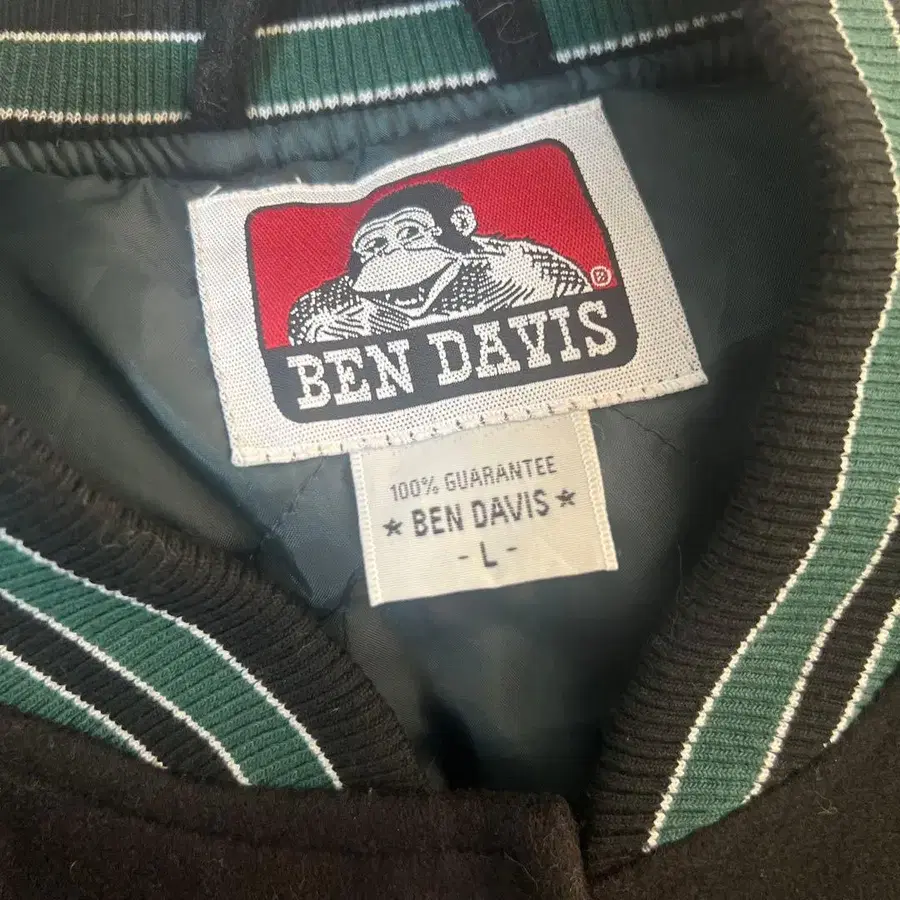 BEN DAVIS
®
100% GUARANTEE
★ BEN DAVIS ★
- L -